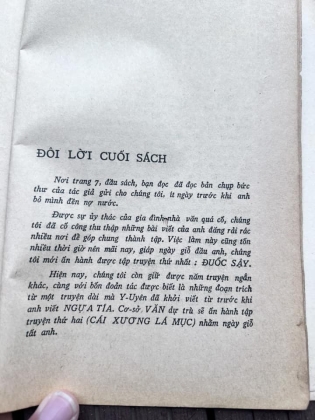 ĐÔI LỜI CUỐI SÁCH
Nơi trang 7, đầu sách, bạn đọc đã đọc bản chụp bức
thư của tác giả gửi cho chúng tôi, ít ngày trước khi anh
bỏ mình đền nợ nước.
Được sự ủy thác của gia đình nhà văn quá cố, chúng
tôi đã cố công thu thập những bài viết của anh đăng rải rác
nhiều nơi để góp chung thành tập. Việc làm này cũng tốn
nhiều thời giờ nên mãi nay, giáp ngày giỗ đầu anh, chúng
tôi mới ấn hành được tập truyện thứ nhất : ĐUỐC SẬY.
Hiện nay, chúng tôi còn giữ được năm truyện ngắn
khác, cùng với bốn đoản tác được biết là những đoạn trích
từ một truyện dài mà Y-Uyên đã khởi viết từ trước khi
anh viết NGỰA TÍA. Cơ-sở VĂN dự trù sẽ ấn hành tập
truyện thứ hai (CÁI XƯƠNG LÁ MỤC) nhằm ngày giỗ
tất anh.